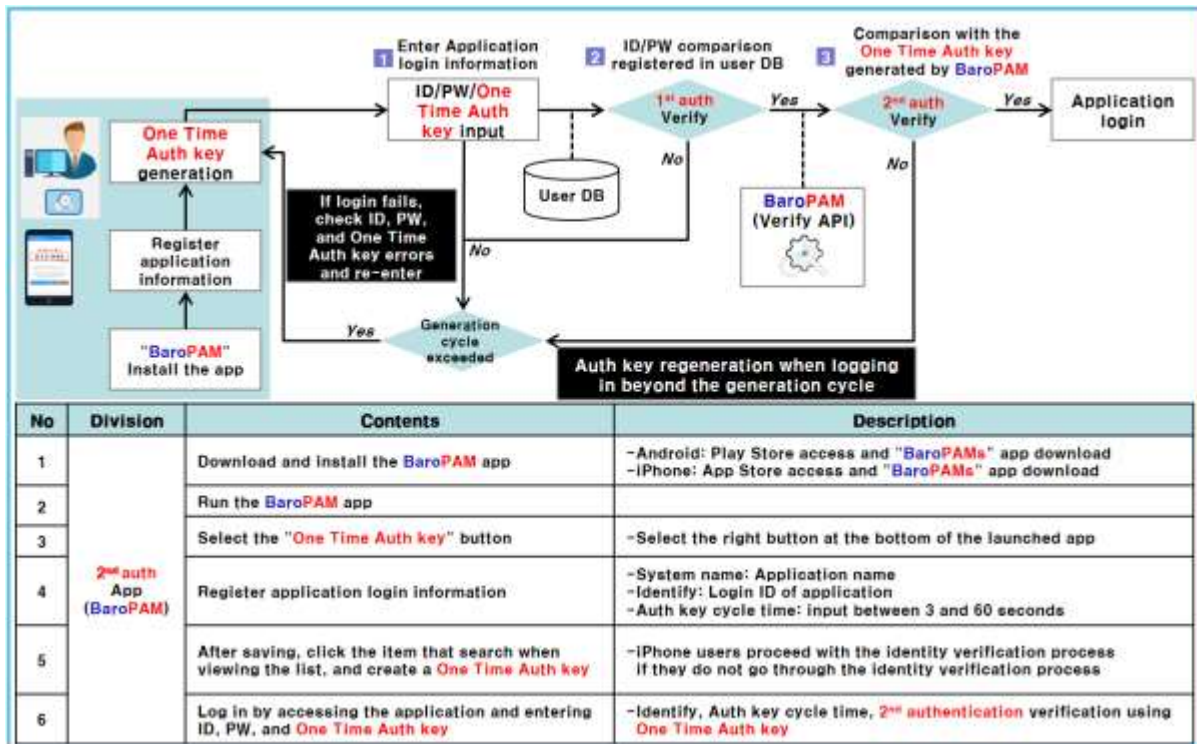 1 Enter Application
login information
2 ID/PW comparison
registered in user DB
3 Comparison with the
One Time Auth key
generated by BaroPAM
ID/PW/One
Time Auth
key input
1st auth
Verify
Yes
2nd auth
Verify
Yes
Application
login
One Time
Auth key
generation
No
No
User DB
BaroPAM
(Verify API)
If login fails,
check ID, PW,
and One Time
Auth key errors
and re-enter
No
Register
application
information
Yes
Generation
cycle
exceeded
"BaroPAM"
Install the app
Auth key regeneration when logging
in beyond the generation cycle
No Division Contents Description
1 Download and install the BaroPAM app -Android: Play Store access and "BaroPAMs" app download
-iPhone: App Store access and "BaroPAMs" app download
2 Run the BaroPAM app
3 Select the "One Time Auth key" button -Select the right button at the bottom of the launched app
2nd auth
App
(BaroPAM)
4 Register application login information -System name: Application name
-Identify: Login ID of application
-Auth key cycle time: input between 3 and 60 seconds
5 After saving, click the item that search when
viewing the list, and create a One Time Auth key
-iPhone users proceed with the identity verification process
if they do not go through the identity verification process
6 Log in by accessing the application and entering
ID, PW, and One Time Auth key
-Identify, Auth key cycle time, 2nd authentication verification using
One Time Auth key